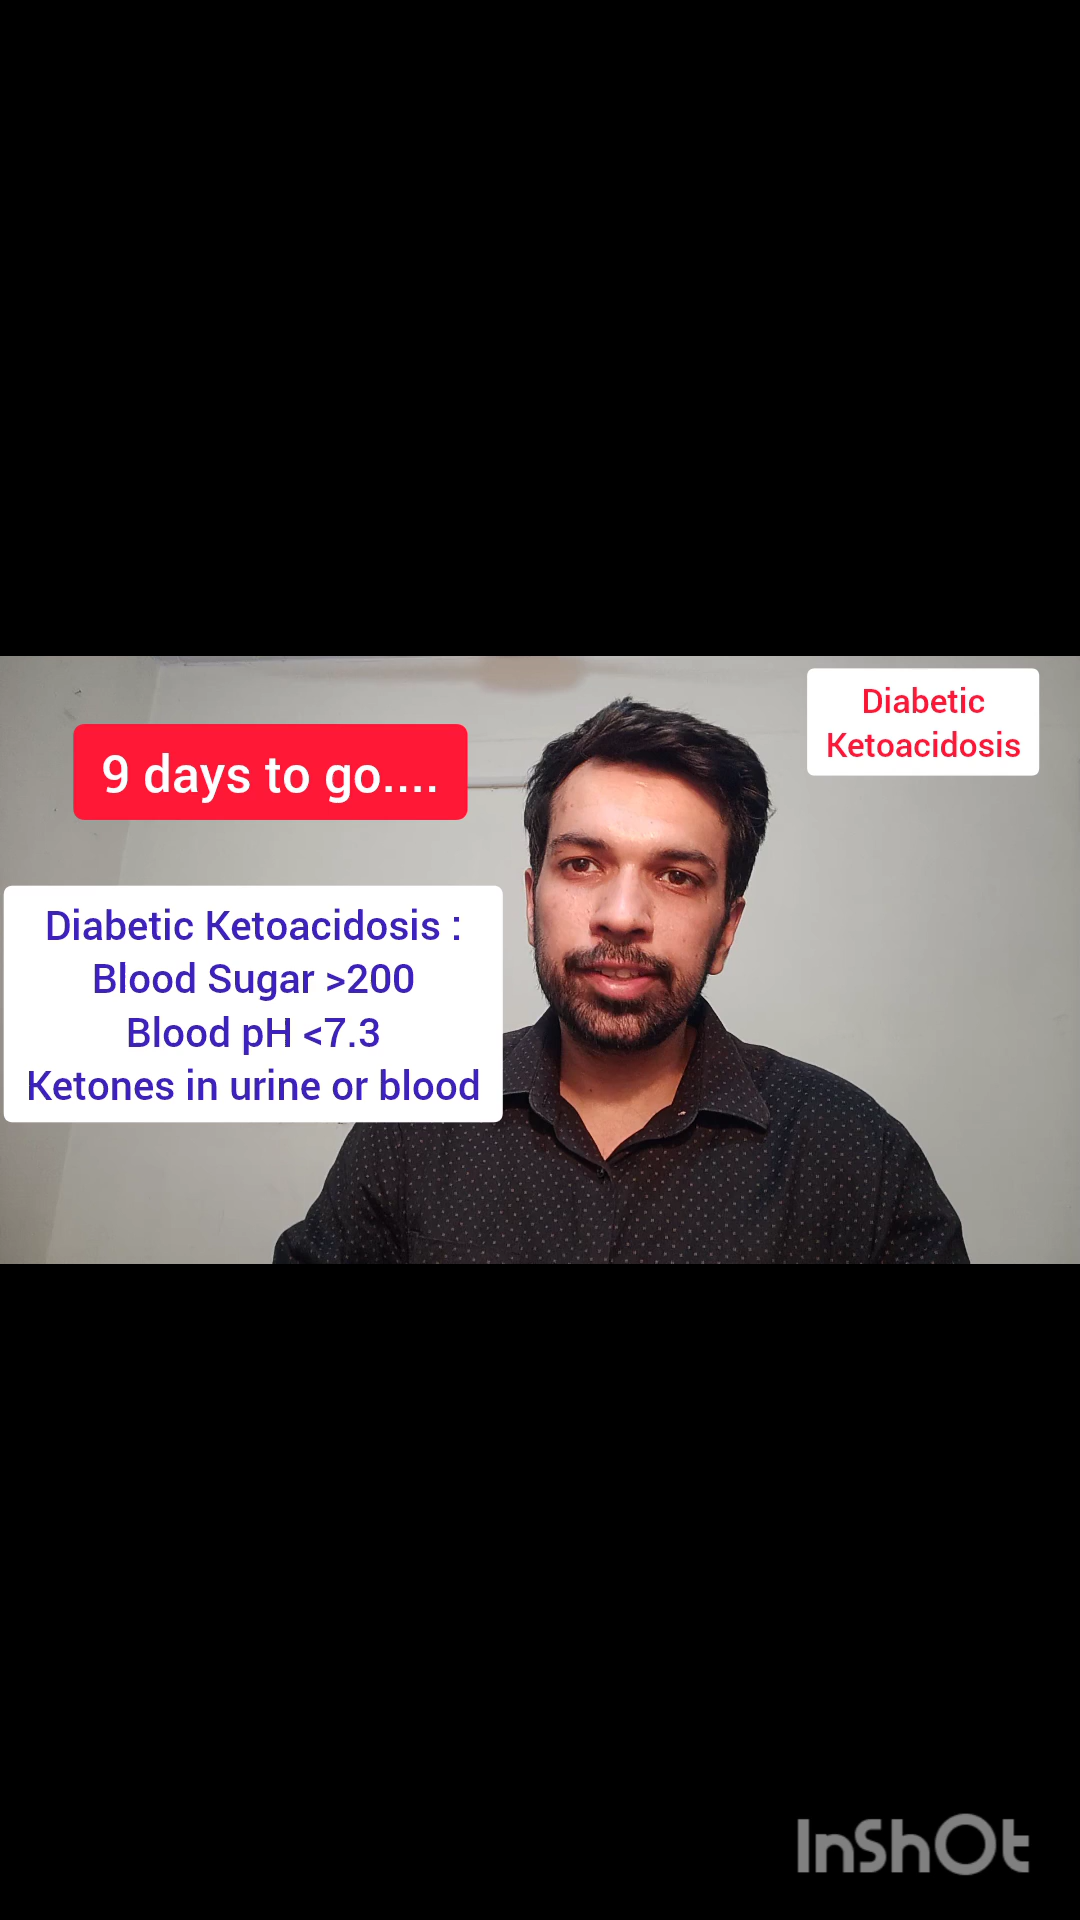 Diabetic
Ketoacidosis
9 days to go....
Diabetic Ketoacidosis :
Blood Sugar >200
Blood pH <7.3
Ketones in urine or blood
InShOt